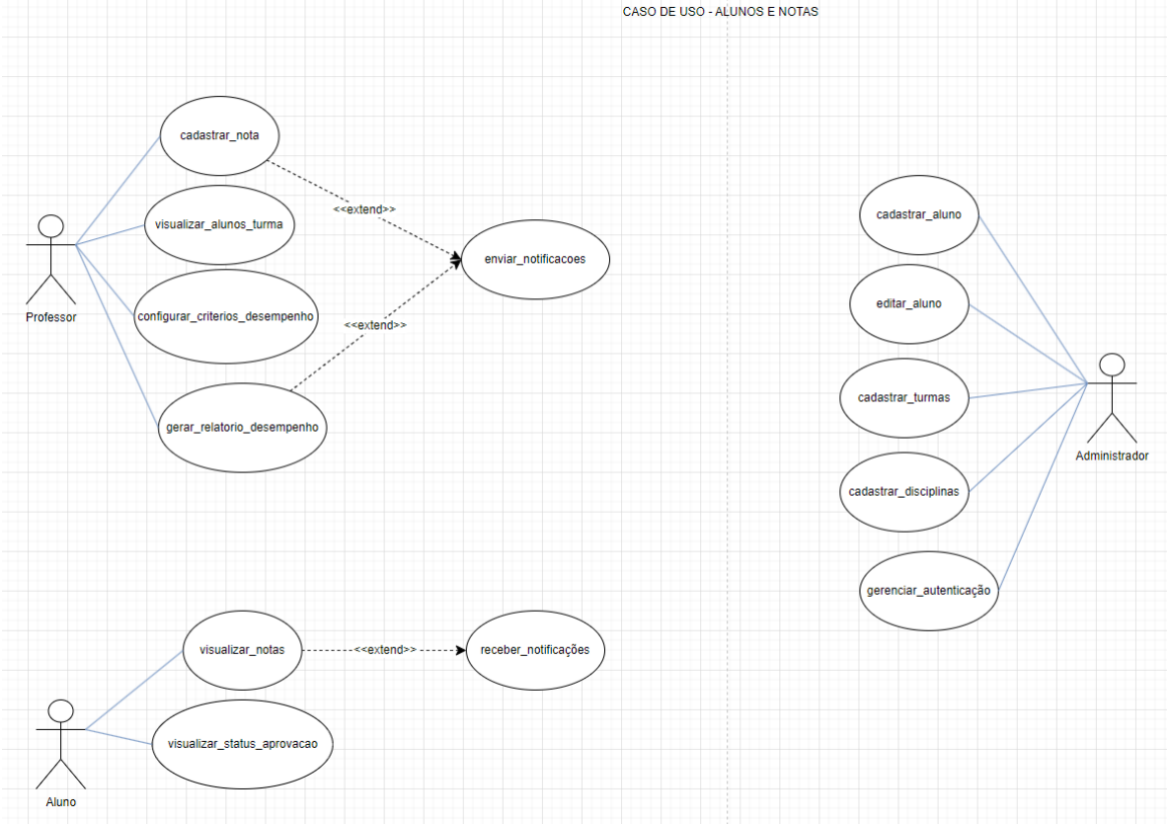 CASO DE USO - ALUNOS E NOTAS
cadastrar_nota
visualizar_alunos_turma
configurar_criterios_desempenho
gerar_relatorio_desempenho
Professor
<<extend>>
<<extend>>
enviar_notificacoes
cadastrar_aluno
editar_aluno
cadastrar_turmas
cadastrar_disciplinas
gerenciar_autenticação
Administrador
visualizar_notas
<<extend>>
receber_notificações
visualizar_status_aprovacao
Aluno